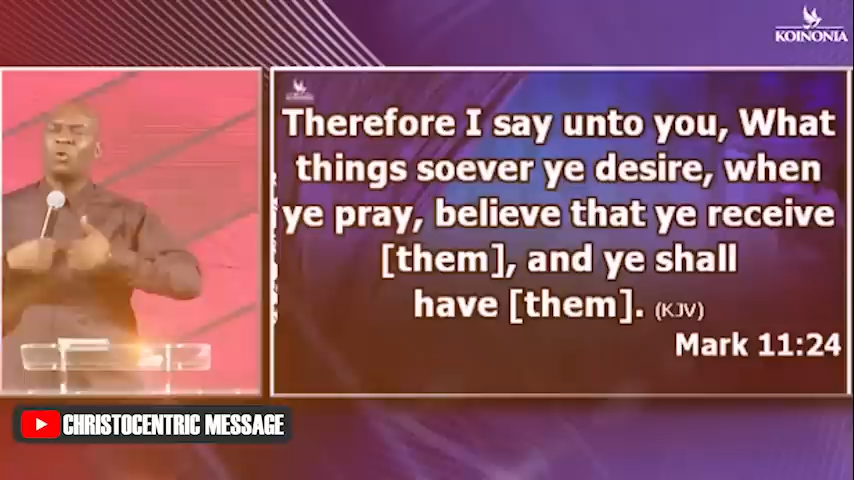 KOINONIA
Therefore I say unto you, What
things soever ye desire, when
ye pray, believe that ye receive
[them], and ye shall
have [them]. (KJV)
Mark 11:24
CHRISTOCENTRIC MESSAGE